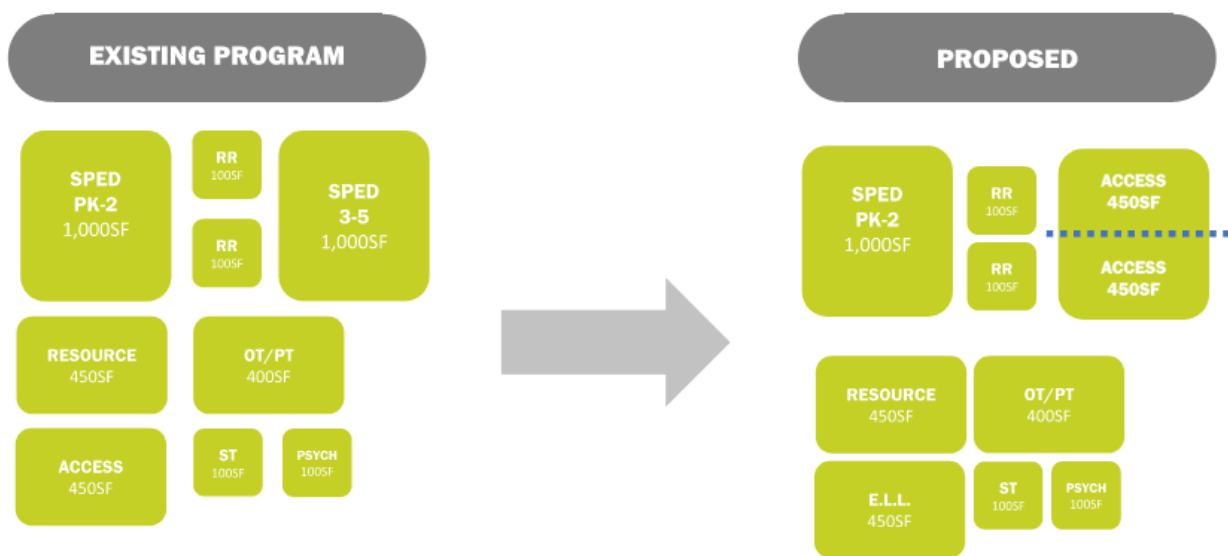 EXISTING PROGRAM
SPED
PK-2
1,000SF
RR
100SF
RR
100SF
SPED
3-5
1,000SF
RESOURCE
450SF
OT/PT
400SF
ACCESS
450SF
ST
100SF
PSYCH
100SF
PROPOSED
SPED
PK-2
1,000SF
RR
100SF
RR
100SF
ACCESS
450SF
ACCESS
450SF
RESOURCE
450SF
OT/PT
400SF
E.L.L.
450SF
ST
100SF
PSYCH
100SF